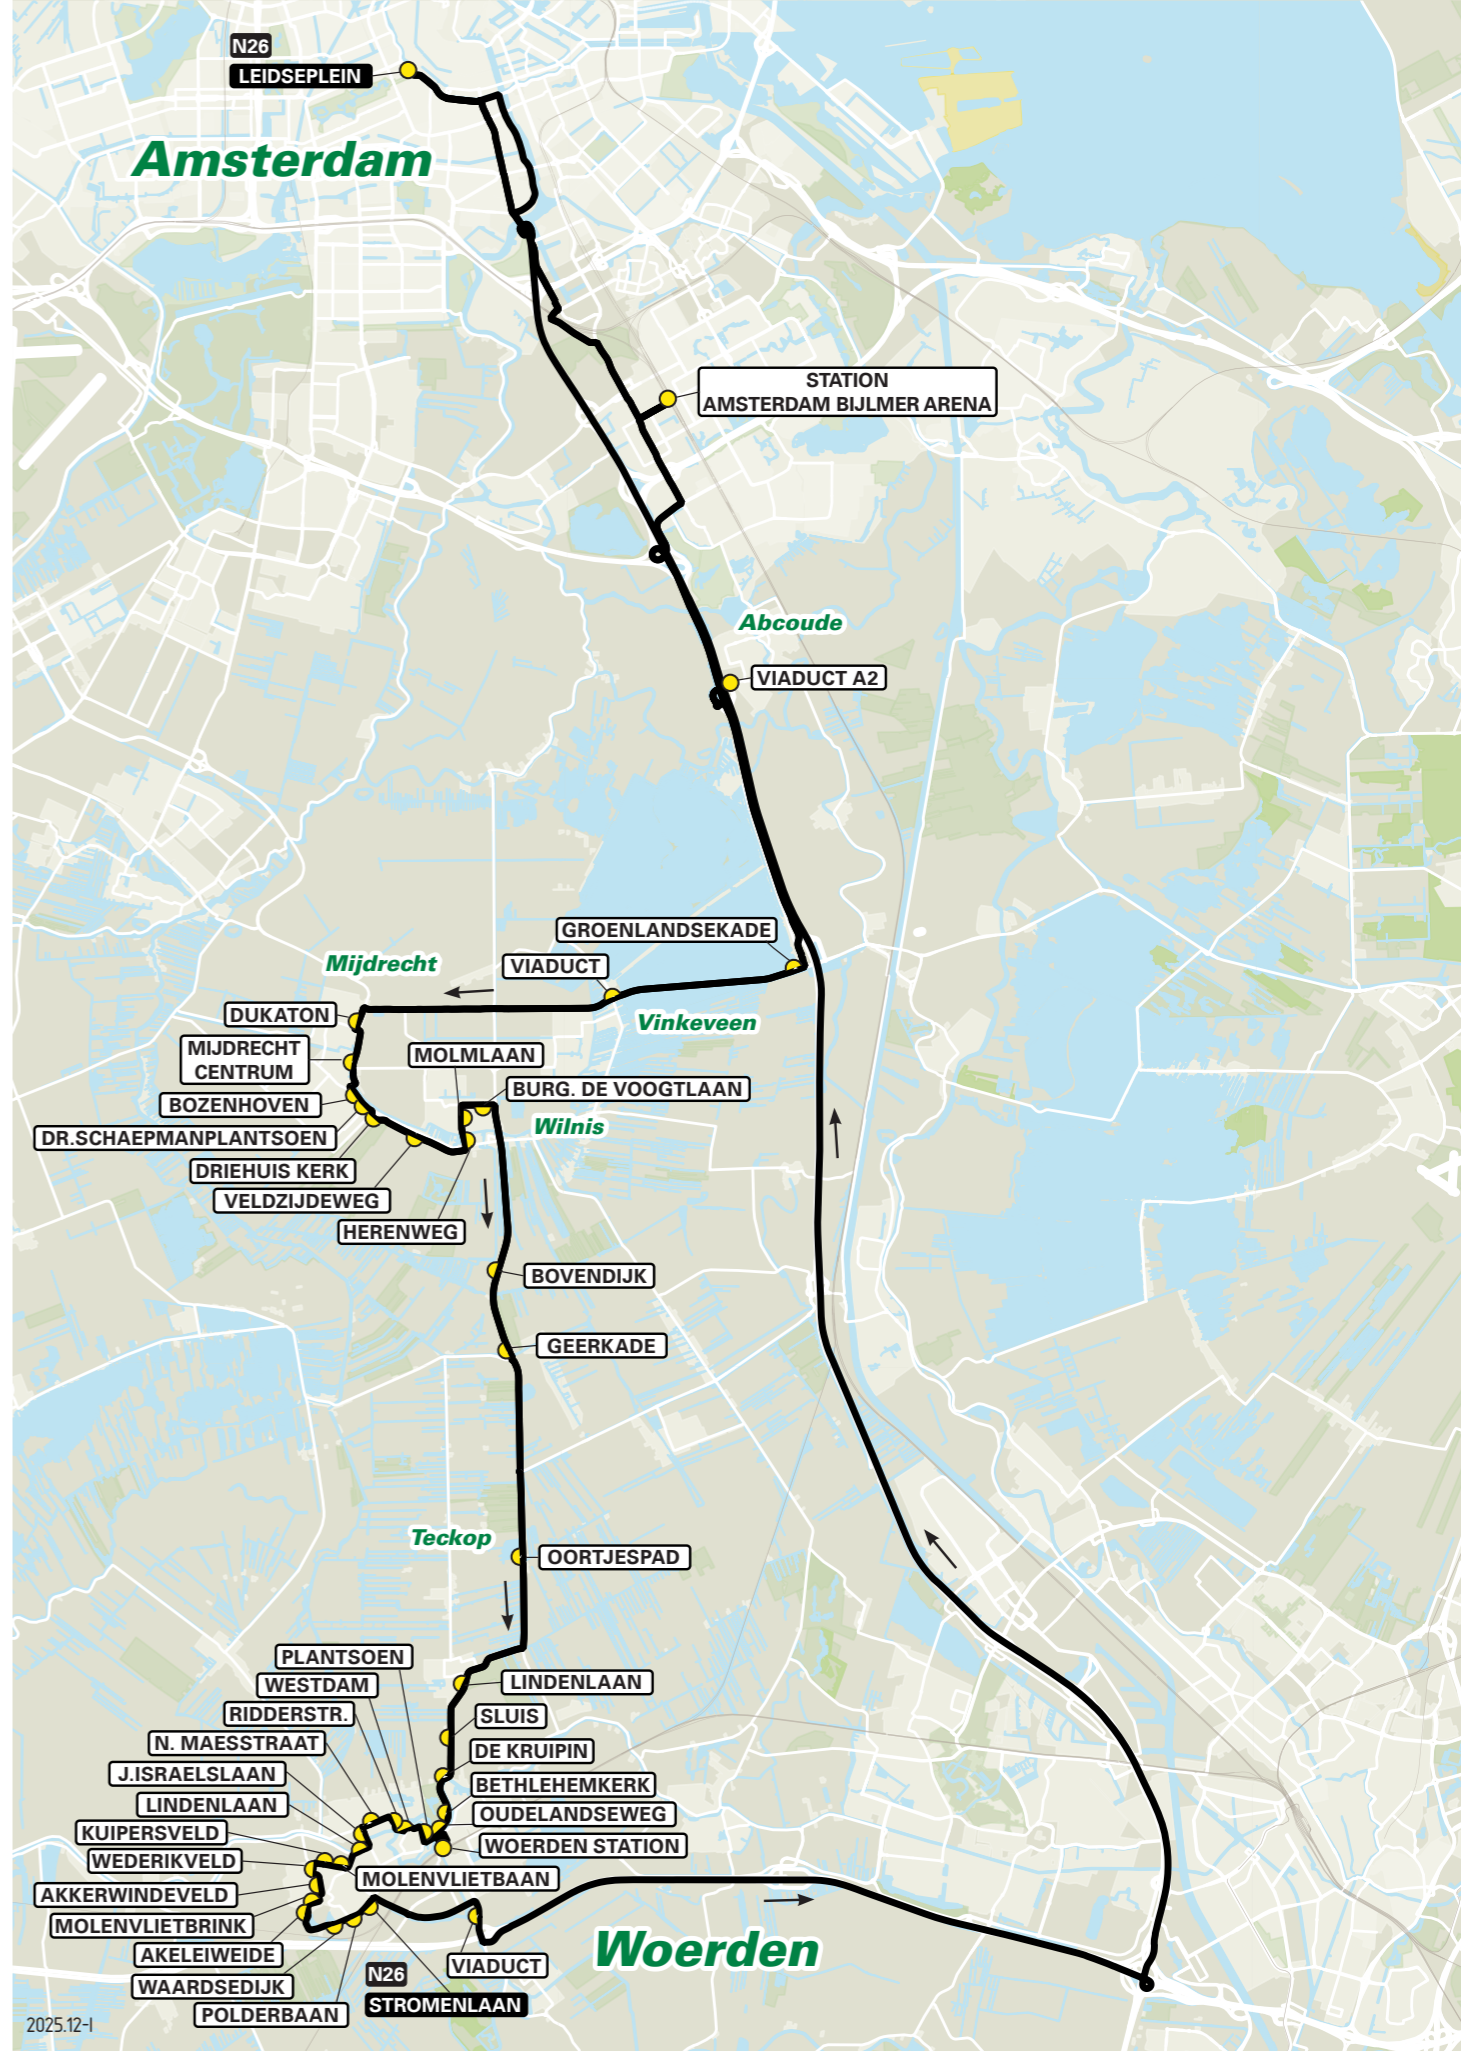 N26
LEIDSEPLEIN
Amsterdam
STATION
AMSTERDAM BIJLMER ARENA
Abcoude
VIADUCT A2
GROENLANDSEKADE
Mijdrecht
VIADUCT
Vinkeveen
DUKATON
MIJDRECHT
CENTRUM
MOLMLAAN
BURG. DE VOOGTLAAN
BOZENHOVEN
Wilnis
DR.SCHAEPMANPLANTSOEN
DRIEHUIS KERK
VELDZIJDEWEG
HERENWEG
BOVENDIJK
GEERKADE
Teckop
OORTJESPAD
PLANTSOEN
LINDENLAAN
WESTDAM
RIDDERSTR.
SLUIS
N. MAESSTRAAT
DE KRUIPIN
J.ISRAELSLAAN
BETHLEHEMKERK
LINDENLAAN
OUDELANDSEWEG
KUIPERSVELD
WOERDEN STATION
WEDERIKVELD
MOLENVLIETBAAN
AKKERWINDEVELD
MOLENVLIETBRINK
AKELEIWEIDE
Woerden
VIADUCT
WAARDSEDIJK
N26
STROMENLAAN
POLDERBAAN
2025.12-I